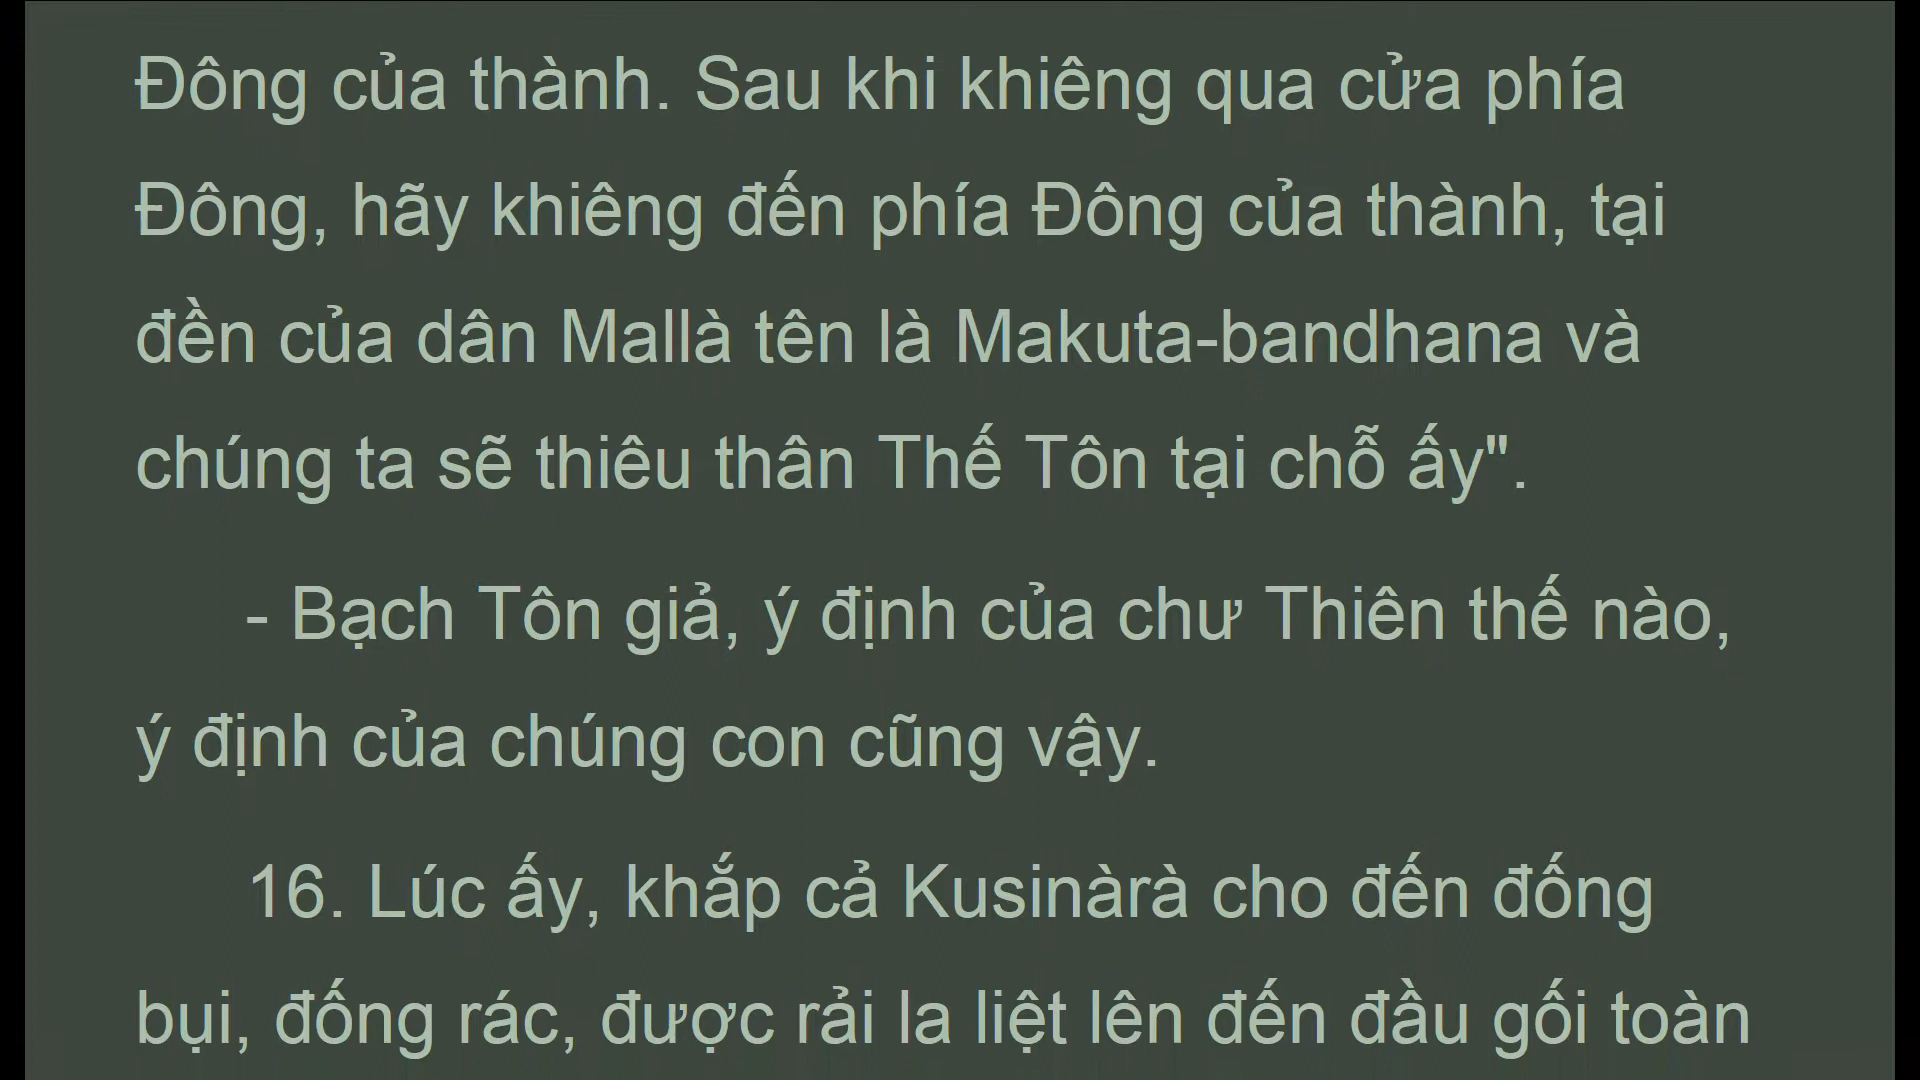 Đông của thành. Sau khi khiêng qua cửa phía
Đông, hãy khiêng đến phía Đông của thành, tại
đền của dân Mallà tên là Makuta-bandhana và
chúng ta sẽ thiêu thân Thế Tôn tại chỗ ấy".
- Bạch Tôn giả, ý định của chư Thiên thế nào,
ý định của chúng con cũng vậy.
16. Lúc ấy, khắp cả Kusinàrà cho đến đống
bụi, đống rác, được rải la liệt lên đến đầu gối toàn